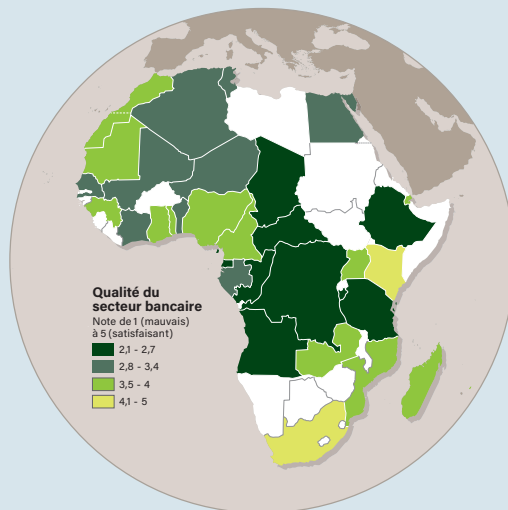 Qualité du
secteur bancaire
Note de 1 (mauvais)
à 5 (satisfaisant)
2,1 - 2,7
2,8 - 3,4
3,5 - 4
4,1 - 5